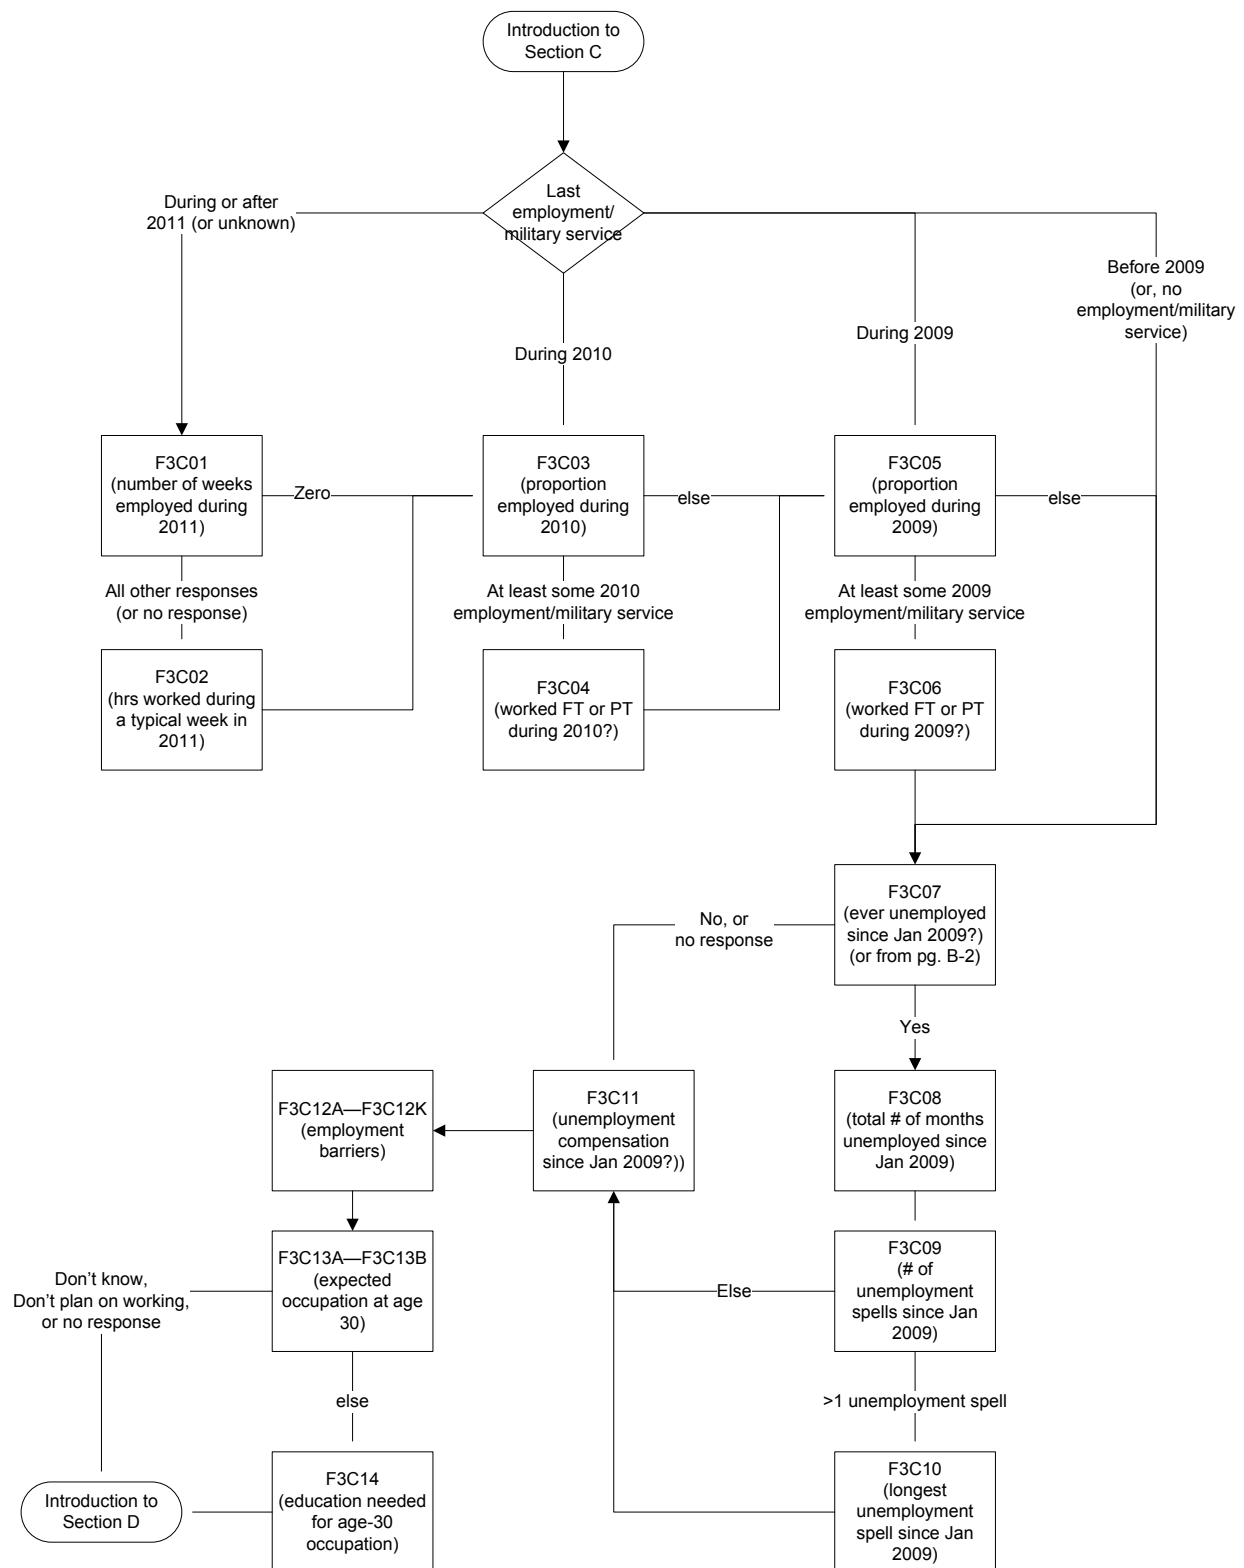 Introduction to
Section C
Last
employment/
military service
During or after
2011 (or unknown)
Before 2009
(or, no
employment/military
service)
During 2010
During 2009
F3C01
(number of weeks
employed during
2011)
Zero
F3C03
(proportion
employed during
2010)
else
F3C05
(proportion
employed during
2009)
else
All other responses
(or no response)
At least some 2010
employment/military service
At least some 2009
employment/military service
F3C02
(hrs worked during
a typical week in
2011)
F3C04
(worked FT or PT
during 2010?)
F3C06
(worked FT or PT
during 2009?)
F3C07
(ever unemployed
since Jan 2009?)
(or from pg. B-2)
No, or
no response
Yes
F3C12A—F3C12K
(employment
barriers)
F3C11
(unemployment
compensation
since Jan 2009?))
F3C08
(total # of months
unemployed since
Jan 2009)
Don't know,
Don't plan on working,
or no response
F3C13A—F3C13B
(expected
occupation at age
30)
Else
F3C09
(# of
unemployment
spells since Jan
2009)
else
>1 unemployment spell
Introduction to
Section D
F3C14
(education needed
for age-30
occupation)
F3C10
(longest
unemployment
spell since Jan
2009)